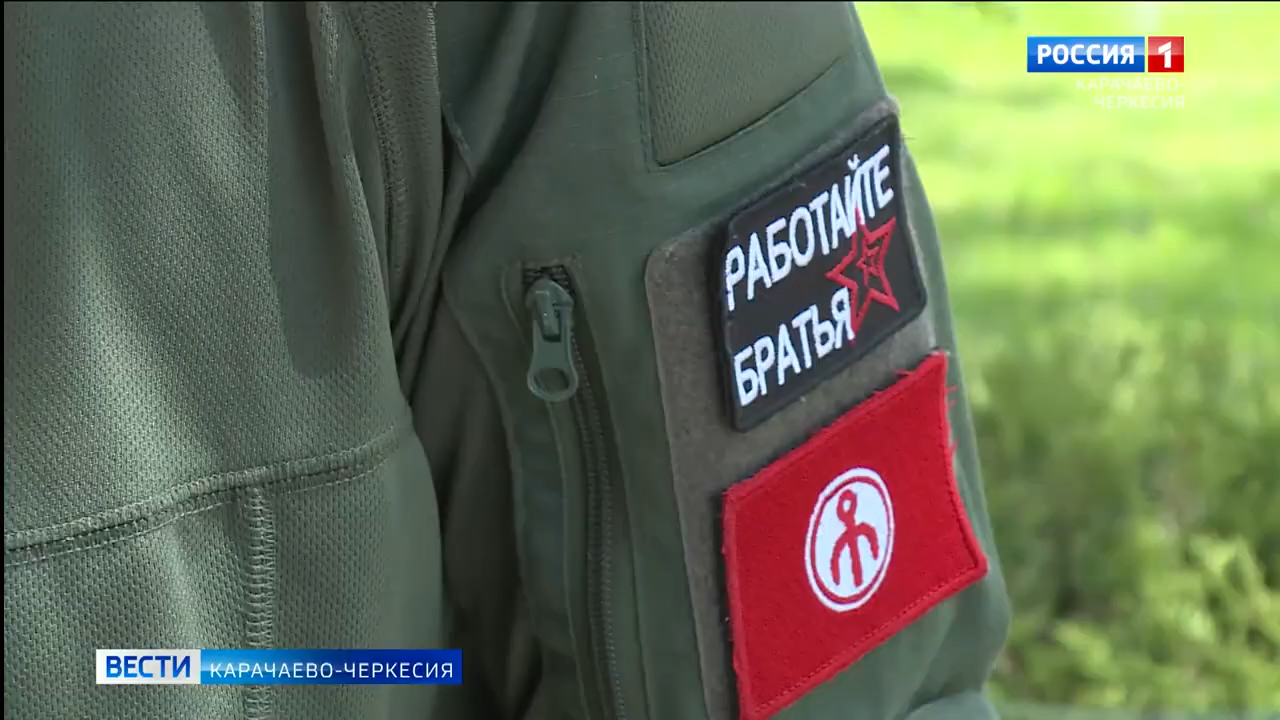 РОССИЯ 1
КАРАЧАЕВО-
ЧЕРКЕСИЯ
РАБОТАЙТЕ
БРАТЬЯ
ВЕСТИ КАРАЧАЕВО-ЧЕРКЕСИЯ